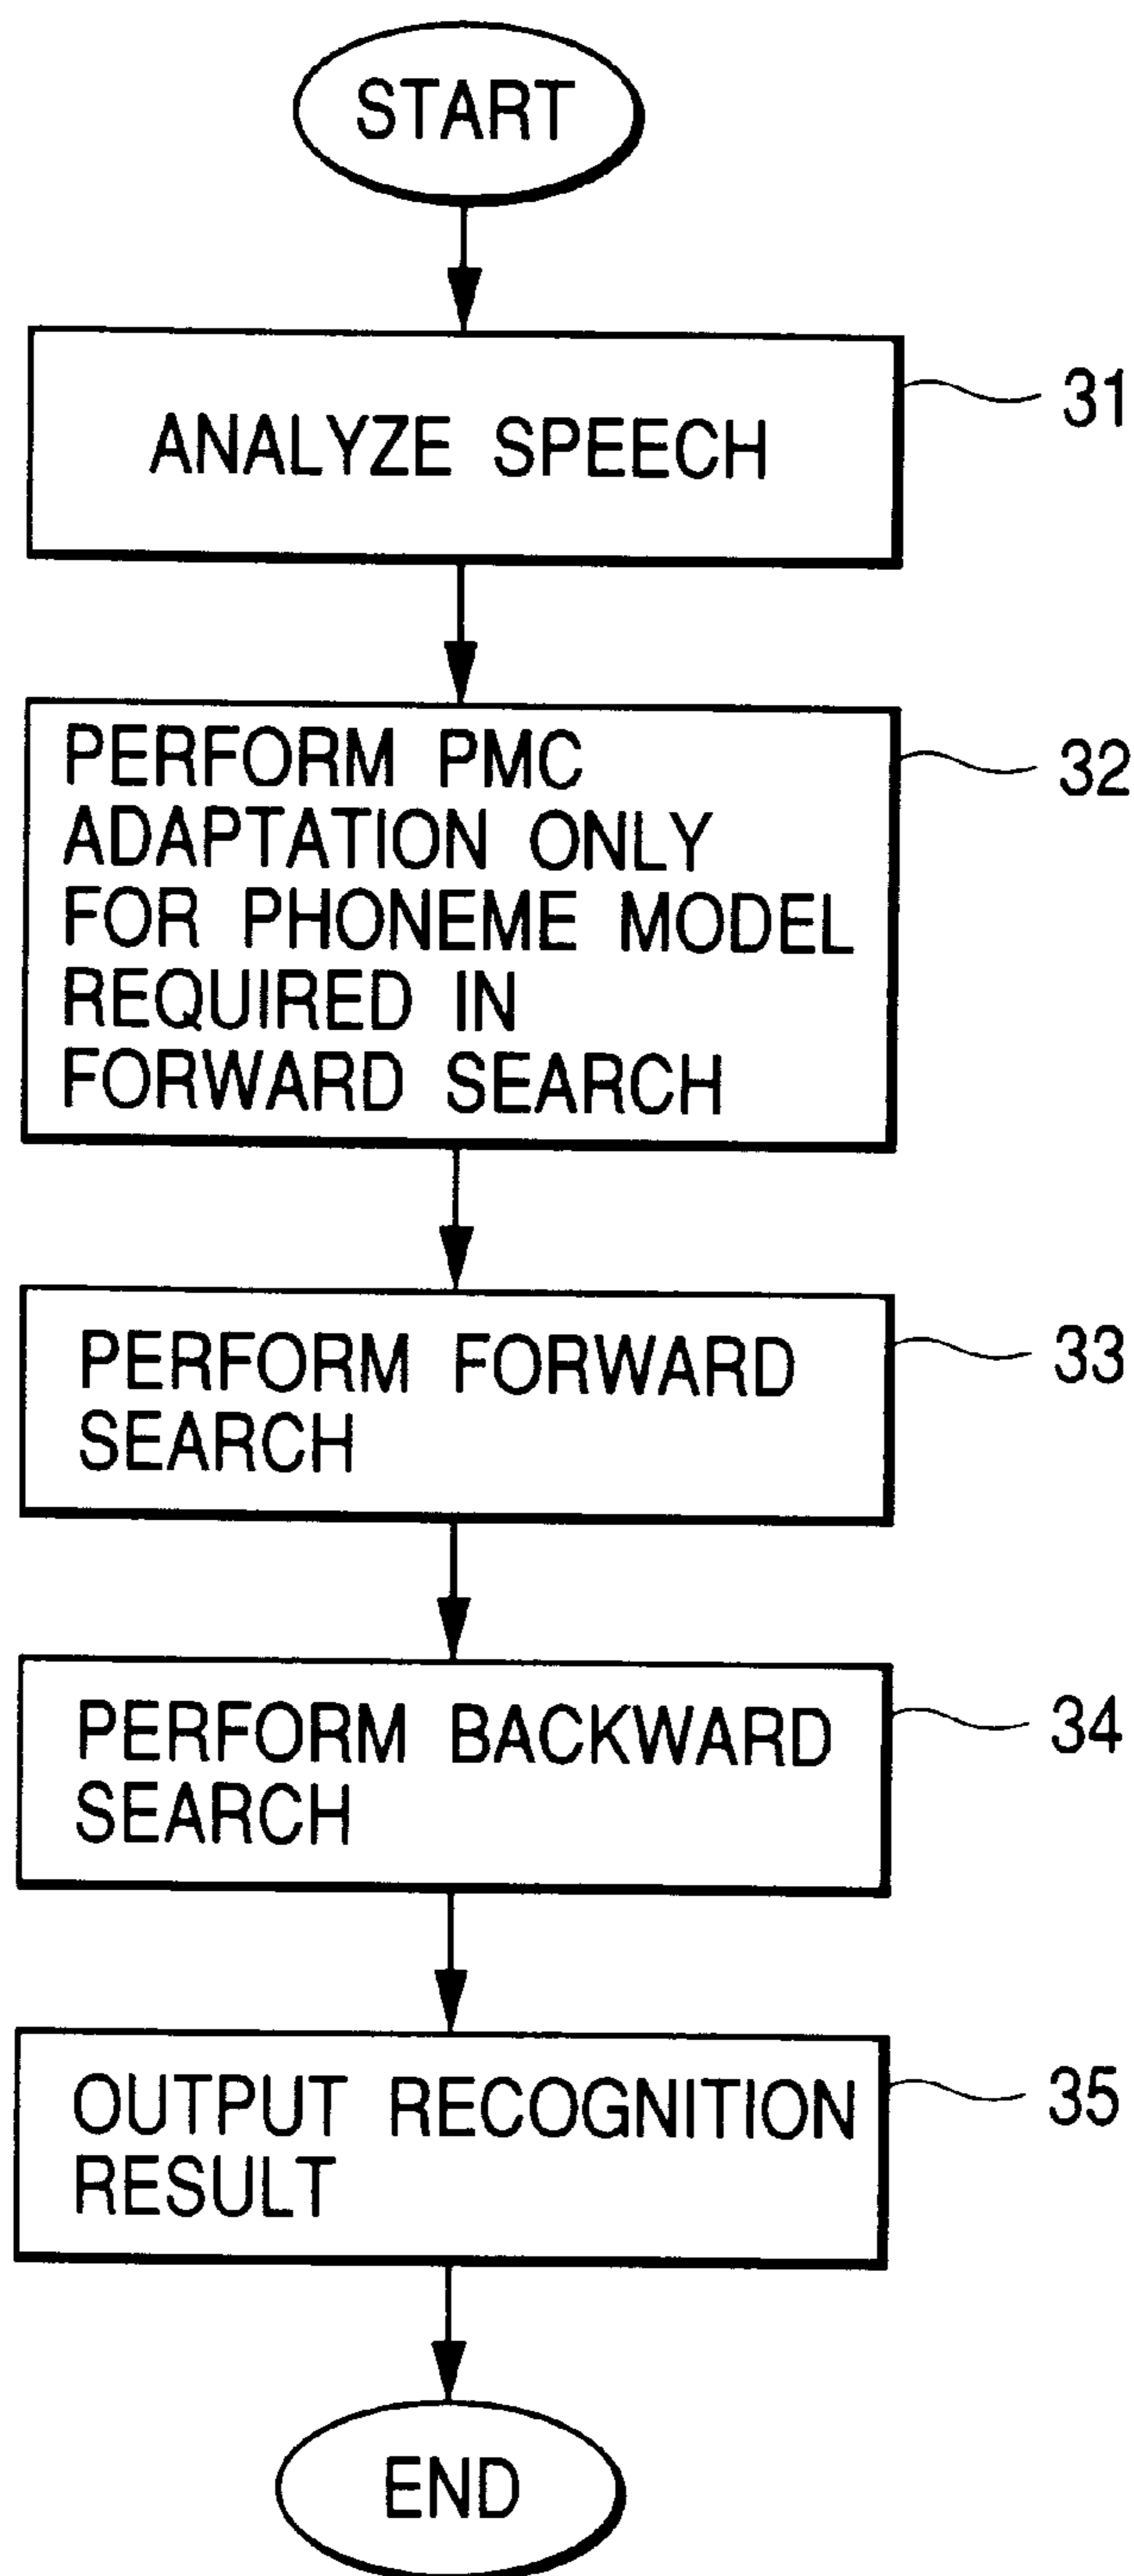 START
ANALYZE SPEECH
31
PERFORM PMC
ADAPTATION ONLY
FOR PHONEME MODEL
REQUIRED IN
FORWARD SEARCH
32
PERFORM FORWARD
SEARCH
33
PERFORM BACKWARD
SEARCH
34
OUTPUT RECOGNITION
RESULT
35
END